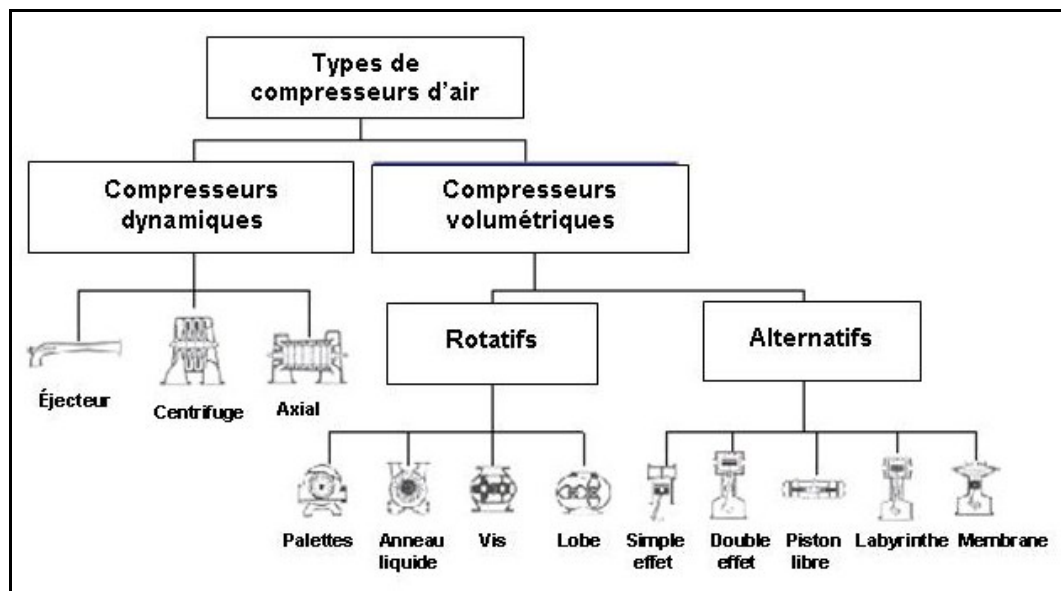 Types de
compresseurs d'air
Compresseurs
dynamiques
Compresseurs
volumétriques
Rotatifs
Alternatifs
Éjecteur
Centrifuge
Axial
Palettes
Anneau
liquide
Vis
Lobe
Simple
effet
Double
effet
Piston
libre
Labyrinthe
Membrane